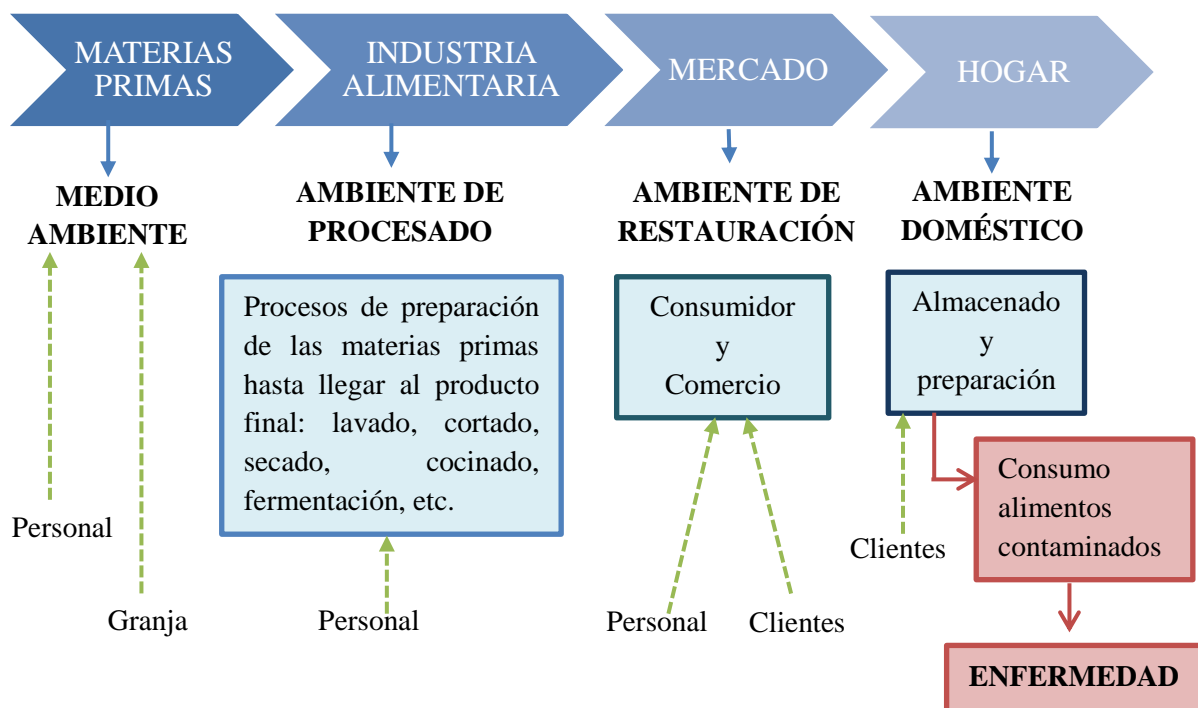 MATERIAS
PRIMAS
INDUSTRIA
ALIMENTARIA
MERCADO
HOGAR
MEDIO
AMBIENTE
AMBIENTE DE
PROCESADO
AMBIENTE DE
RESTAURACIÓN
AMBIENTE
DOMÉSTICO
Procesos de preparación
de las materias primas
hasta llegar al producto
final: lavado, cortado,
secado, cocinado,
fermentación, etc.
Consumidor
y
Comercio
Almacenado
y
preparación
Consumo
alimentos
contaminados
Personal
Granja
Personal
Personal
Clientes
Clientes
ENFERMEDAD